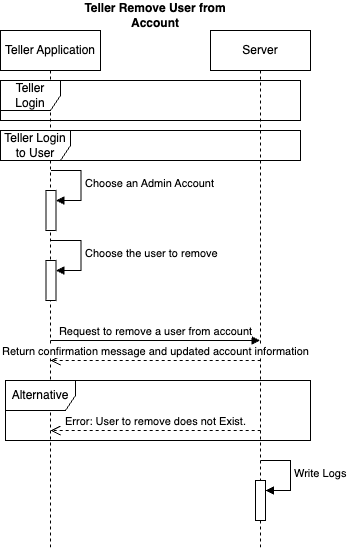 Teller Remove User from
Account
Teller Application
Server
Teller
Login
Teller Login
to User
Choose an Admin Account
Choose the user to remove
Request to remove a user from account
Return confirmation message and updated account information
Alternative
Error: User to remove does not Exist.
Write Logs